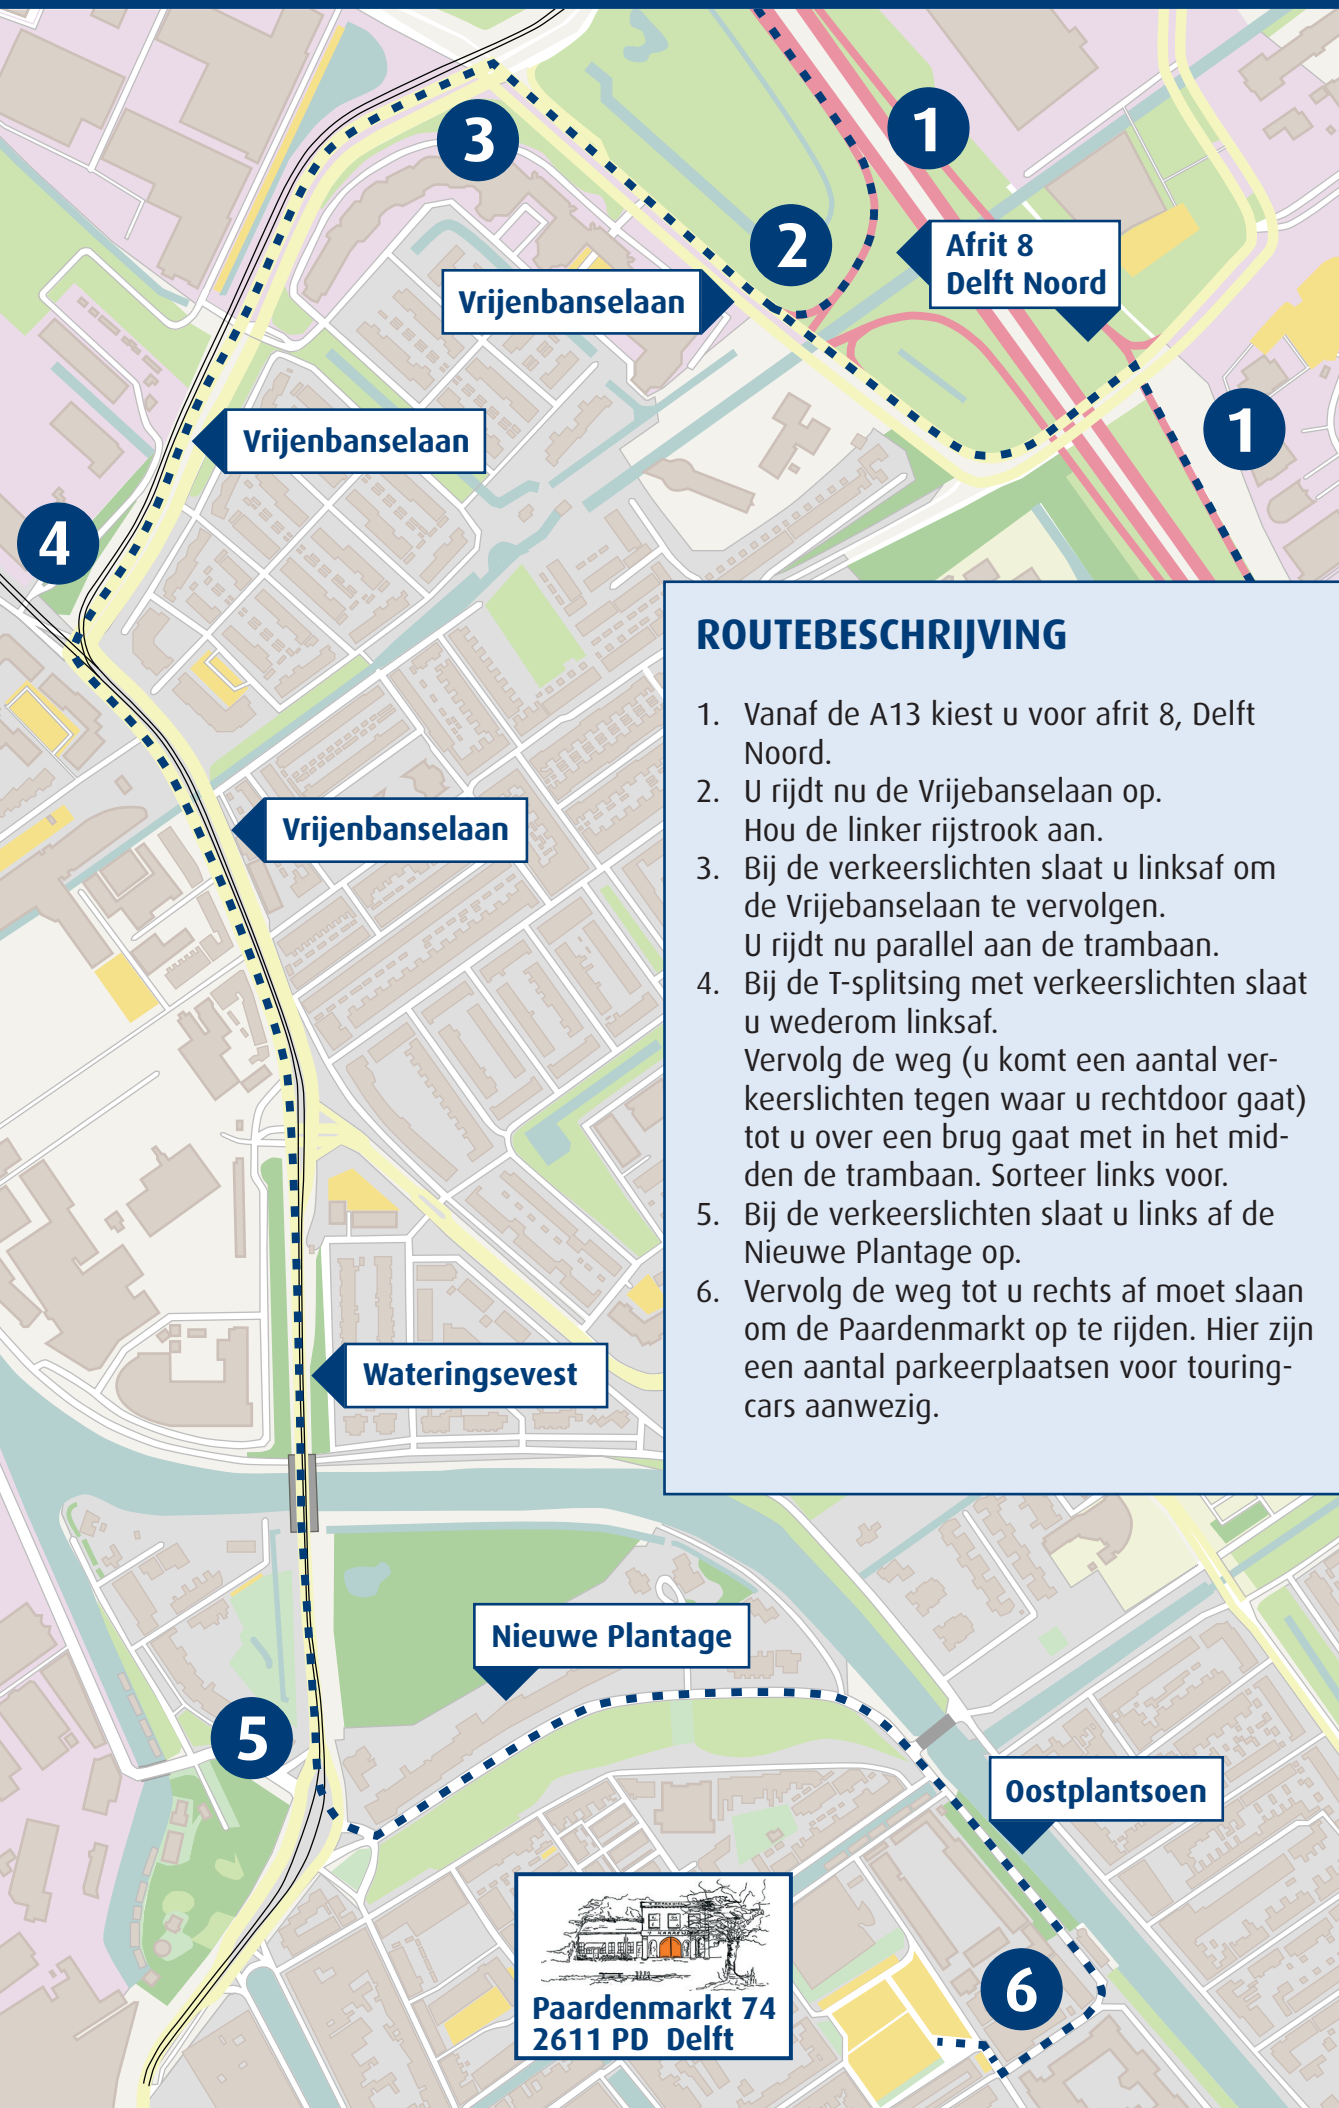 1
3
2
Afrit 8
Delft Noord
Vrijenbanselaan
Vrijenbanselaan
1
4
ROUTEBESCHRIJVING
1. Vanaf de A13 kiest u voor afrit 8, Delft
Noord.
2. U rijdt nu de Vrijebanselaan op.
Hou de linker rijstrook aan.
3. Bij de verkeerslichten slaat u linksaf om
de Vrijebanselaan te vervolgen.
U rijdt nu parallel aan de trambaan.
4. Bij de T-splitsing met verkeerslichten slaat
u wederom linksaf.
Vervolg de weg (u komt een aantal ver-
keerslichten tegen waar u rechtdoor gaat)
tot u over een brug gaat met in het mid-
den de trambaan. Sorteer links voor.
5. Bij de verkeerslichten slaat u links af de
Nieuwe Plantage op.
6. Vervolg de weg tot u rechts af moet slaan
om de Paardenmarkt op te rijden. Hier zijn
een aantal parkeerplaatsen voor touring-
cars aanwezig.
Vrijenbanselaan
Wateringsevest
Nieuwe Plantage
5
Oostplantsoen
6
Paardenmarkt 74
2611 PD Delft